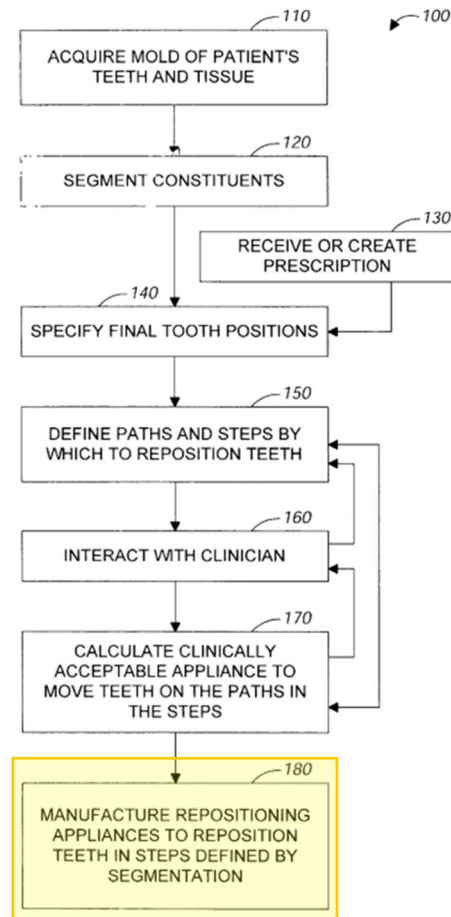 100
110
ACQUIRE MOLD OF PATIENT'S
TEETH AND TISSUE
120
SEGMENT CONSTITUENTS
130
RECEIVE OR CREATE
PRESCRIPTION
140
SPECIFY FINAL TOOTH POSITIONS
150
DEFINE PATHS AND STEPS BY
WHICH TO REPOSITION TEETH
160
INTERACT WITH CLINICIAN
170
CALCULATE CLINICALLY
ACCEPTABLE APPLIANCE TO
MOVE TEETH ON THE PATHS IN
THE STEPS
180
MANUFACTURE REPOSITIONING
APPLIANCES TO REPOSITION
TEETH IN STEPS DEFINED BY
SEGMENTATION